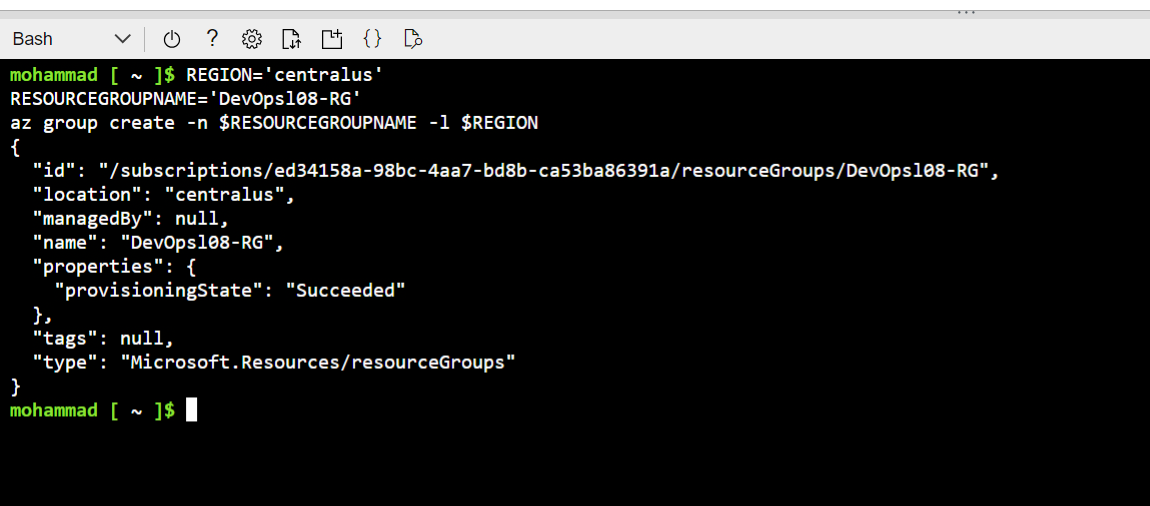 Bash
mohammad [ ~ ]$ REGION='centralus'
RESOURCEGROUPNAME='DevOpsl08-RG'
az group create -n $RESOURCEGROUPNAME -l $REGION
{
  "id": "/subscriptions/ed34158a-98bc-4aa7-bd8b-ca53ba86391a/resourceGroups/DevOpsl08-RG",
  "location": "centralus",
  "managedBy": null,
  "name": "DevOpsl08-RG",
  "properties": {
    "provisioningState": "Succeeded"
  },
  "tags": null,
  "type": "Microsoft.Resources/resourceGroups"
}
mohammad [ ~ ]$